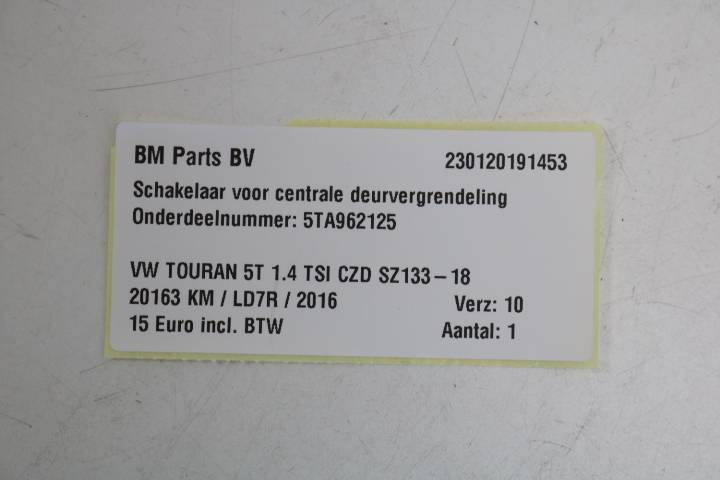 BM Parts BV 230120191453
Schakelaar voor centrale deurvergrendeling
Onderdeelnummer: 5TA962125
VW TOURAN 5T 1.4 TSI CZD SZ133-18
20163 KM / LD7R / 2016 Verz: 10
15 Euro incl. BTW Aantal: 1